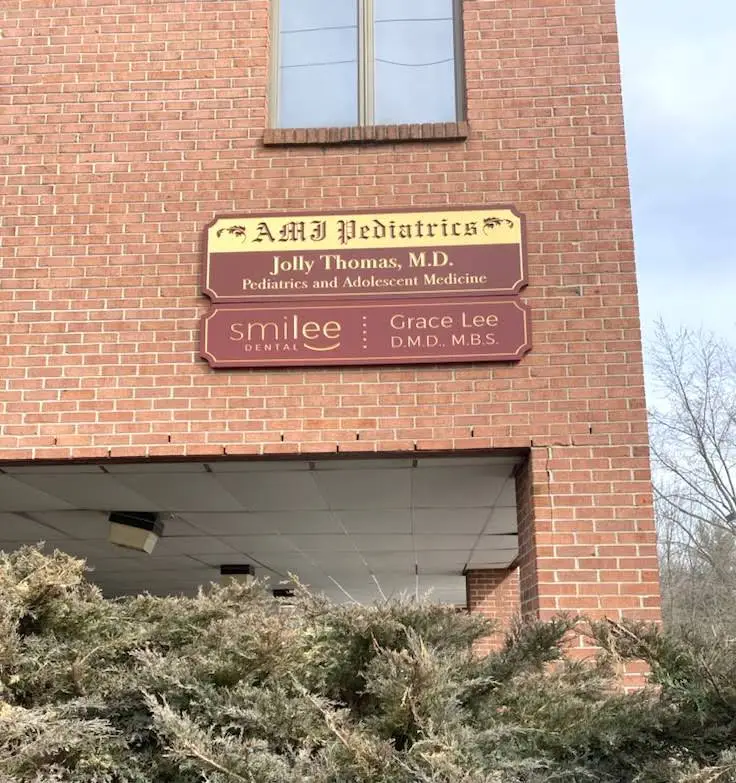 AMI Pediatrics
Jolly Thomas, M.D.
Pediatrics and Adolescent Medicine
smilee
DENTAL
Grace Lee
D.M.D., M.B.S.